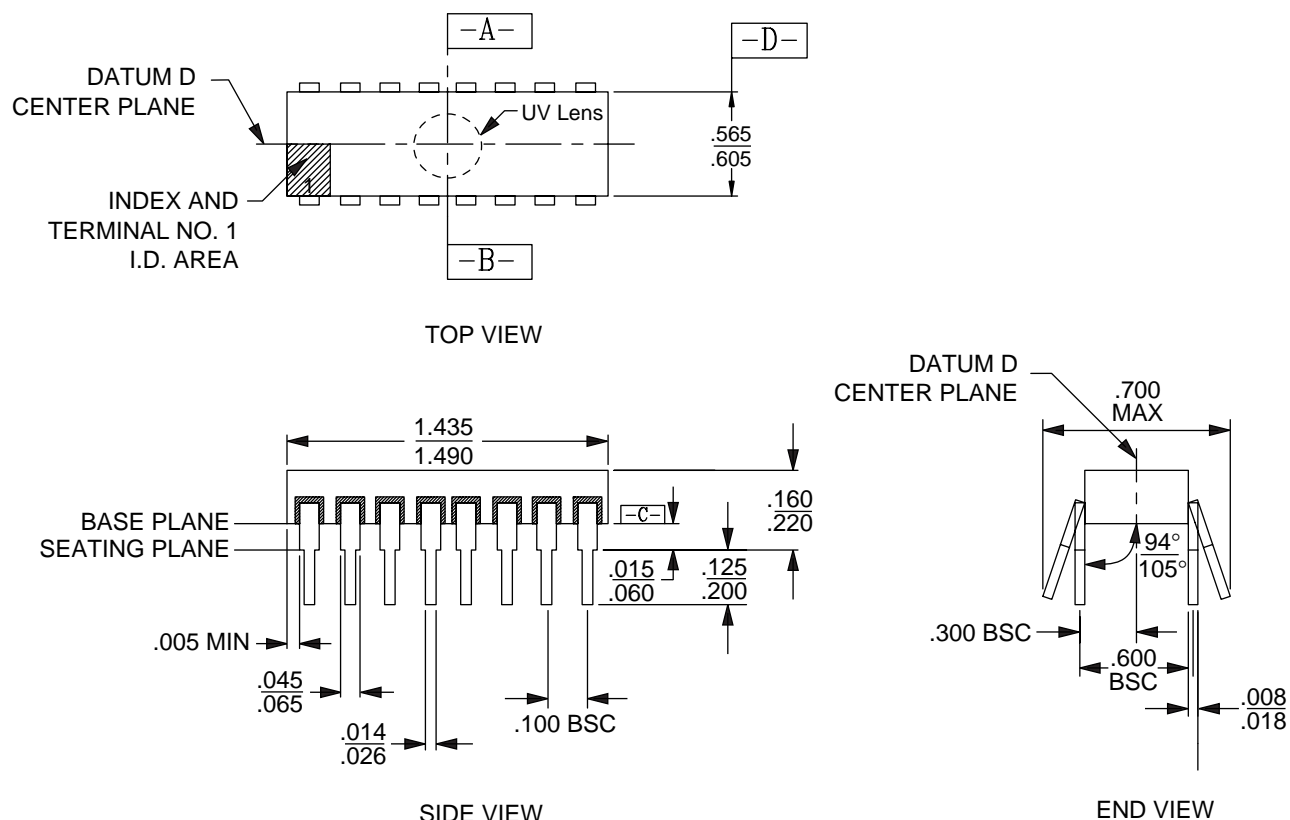 -A-
-D-
DATUM D
CENTER PLANE
UV Lens
.565
.605
INDEX AND
TERMINAL NO. 1
I.D. AREA
1
-B-
TOP VIEW
DATUM D
CENTER PLANE
.700
MAX
1.435
1.490
BASE PLANE
SEATING PLANE
-C-
.160
.220
.015
.060
.125
.200
94°
105°
.005 MIN
.300 BSC
.045
.065
.100 BSC
.600
BSC
.014
.026
.008
.018
SIDE VIEW
END VIEW